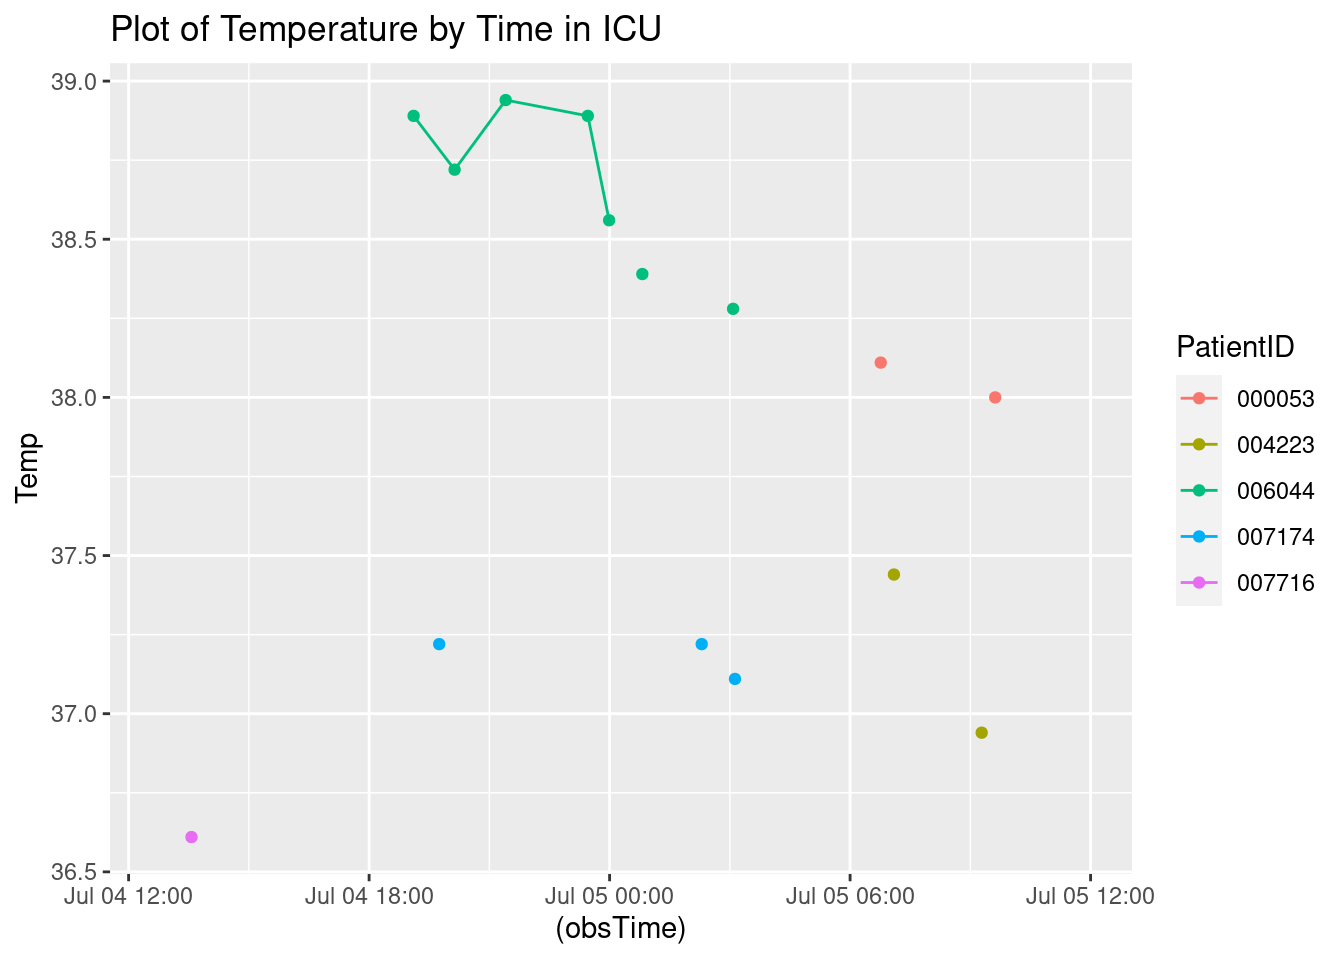 Plot of Temperature by Time in ICU
39.0
38.5
38.0
37.5
37.0
36.5
Temp
Jul 04 12:00
Jul 04 18:00
Jul 05 00:00
Jul 05 06:00
Jul 05 12:00
(obsTime)
PatientID
000053
004223
006044
007174
007716